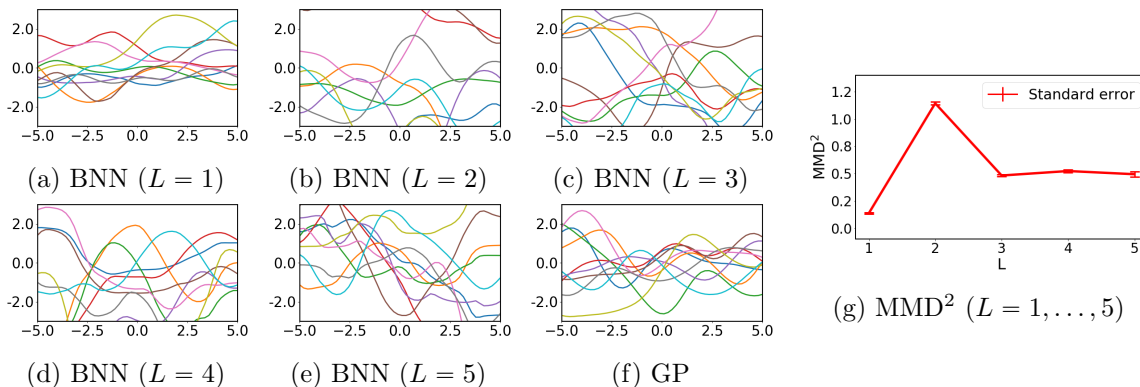 2.0
0.0
−2.0
−5.0 −2.5 0.0 2.5 5.0
(a) BNN (L = 1)
2.0
0.0
−2.0
−5.0 −2.5 0.0 2.5 5.0
(b) BNN (L = 2)
2.0
0.0
−2.0
−5.0 −2.5 0.0 2.5 5.0
(c) BNN (L = 3)
2.0
0.0
−2.0
−5.0 −2.5 0.0 2.5 5.0
(d) BNN (L = 4)
2.0
0.0
−2.0
−5.0 −2.5 0.0 2.5 5.0
(e) BNN (L = 5)
2.0
0.0
−2.0
−5.0 −2.5 0.0 2.5 5.0
(f) GP
Standard error
MMD²
1.2
1.0
0.8
0.5
0.2
0.0
1 2 3 4 5
L
(g) MMD² (L = 1, . . . , 5)